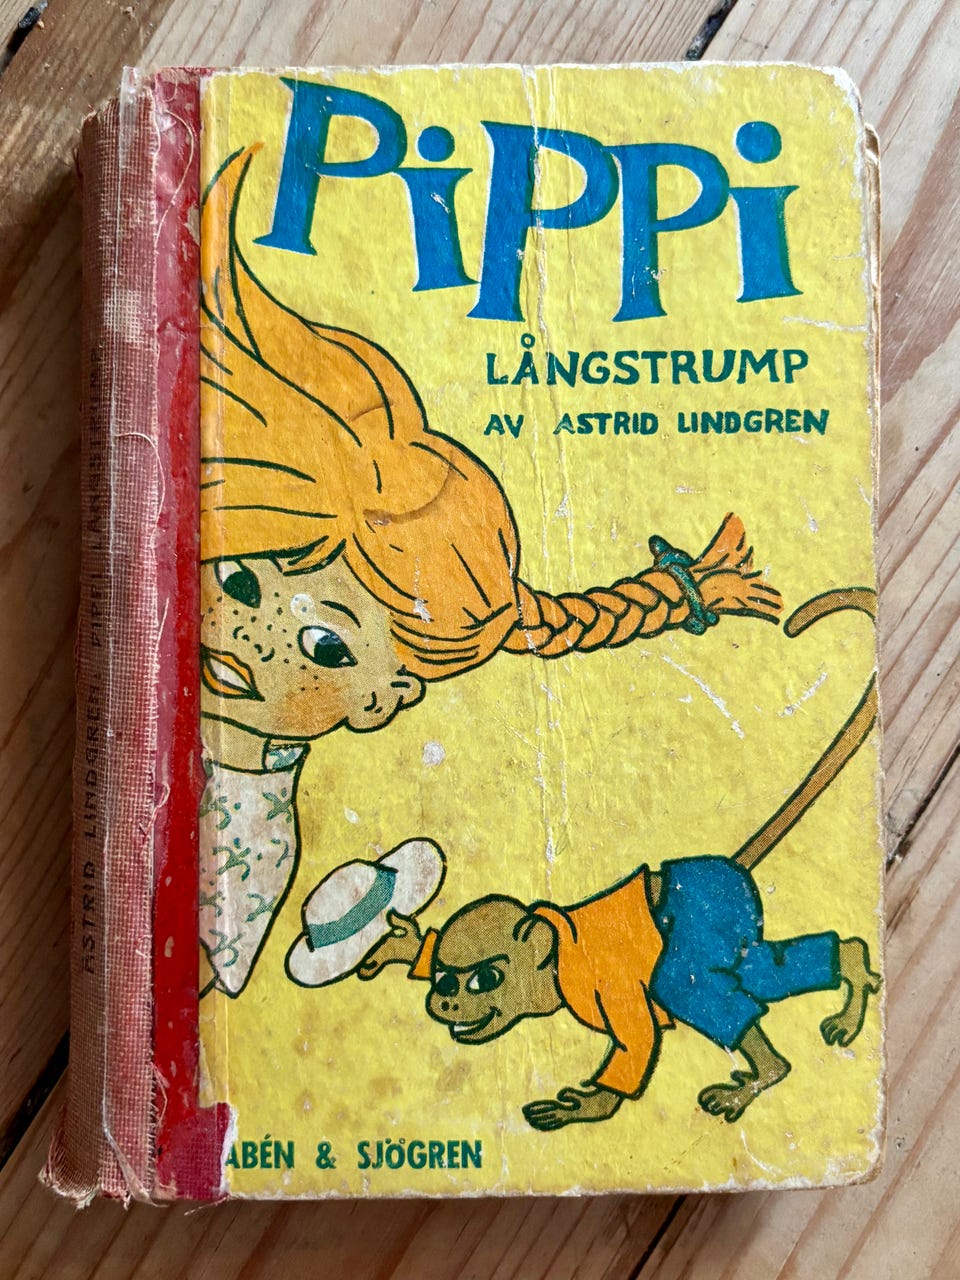 PiPPi
LÅNGSTRUMP
AV ASTRID LINDGREN
ABÉN & SJÖGREN
ASTRID LINDGREN: PIPPI LÅNGSTRUMP